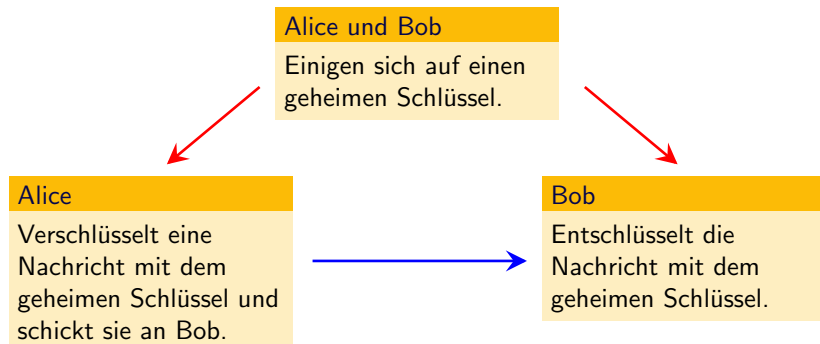 Alice und Bob
Einigen sich auf einen
geheimen Schlüssel.
Alice
Verschlüsselt eine
Nachricht mit dem
geheimen Schlüssel und
schickt sie an Bob.
Bob
Entschlüsselt die
Nachricht mit dem
geheimen Schlüssel.